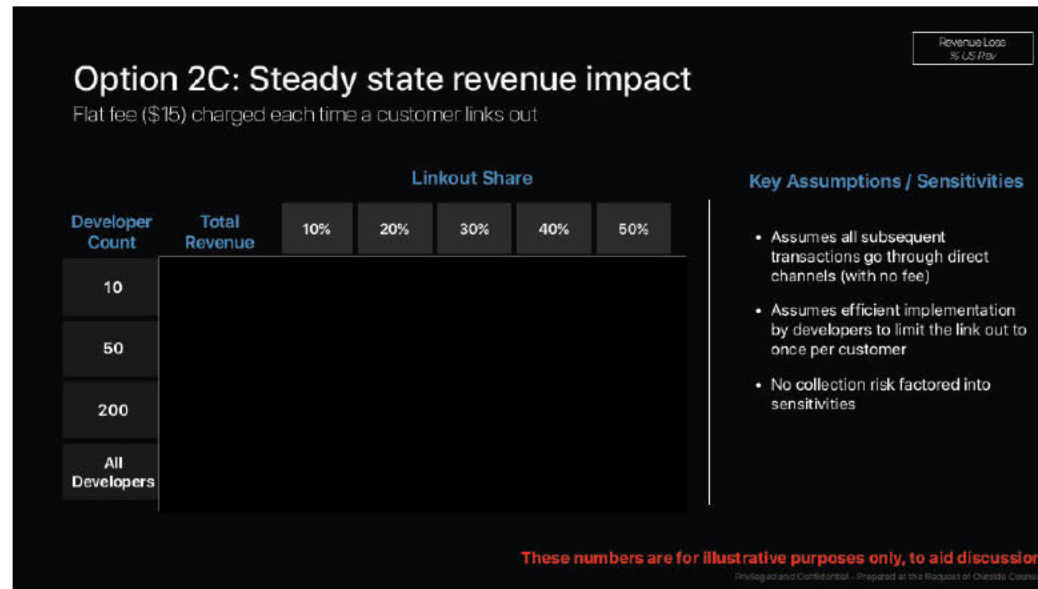 Revenue Loss
% US Rev
Option 2C: Steady state revenue impact
Flat fee ($15) charged each time a customer links out
Linkout Share
Developer Count
Total Revenue
10%
20%
30%
40%
50%
10
50
200
All Developers
Key Assumptions / Sensitivities
• Assumes all subsequent
transactions go through direct
channels (with no fee)
• Assumes efficient implementation
by developers to limit the link out to
once per customer
• No collection risk factored into
sensitivities
These numbers are for illustrative purposes only, to aid discussion
Privileged and Confidential - Prepared at the Request of Outside Counse